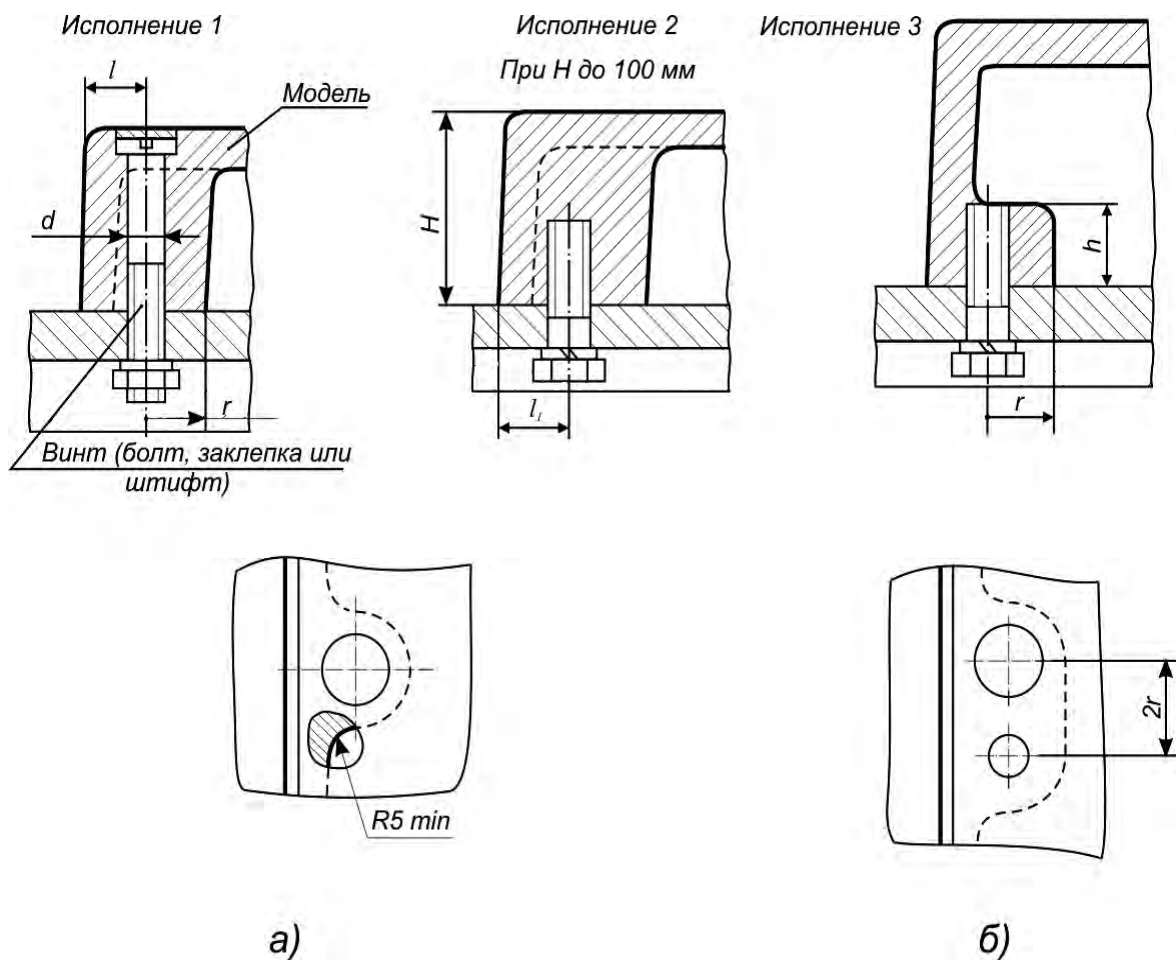 Исполнение 1
Исполнение 2
Исполнение 3
При H до 100 мм
l
Модель
d
H
h
r
l₁
r
Винт (болт, заклепка или
штифт)
2r
R5 min
а)
б)